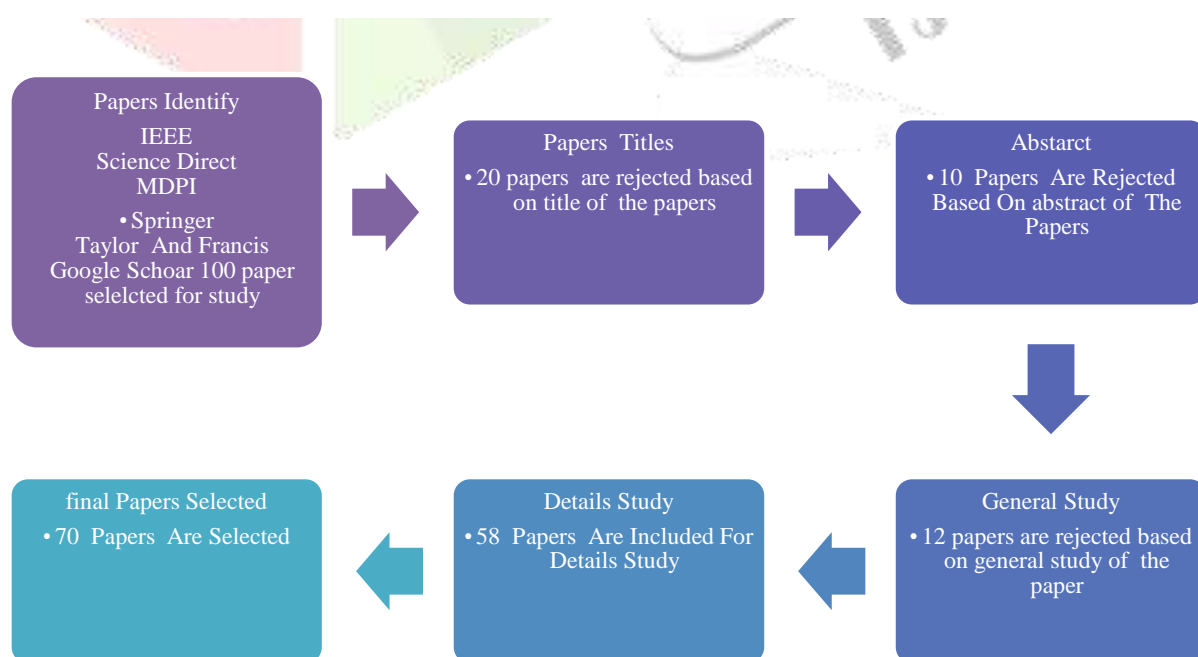 Papers Identify
IEEE
Science Direct
MDPI
• Springer
Taylor And Francis
Google Schoar 100 paper
selelcted for study
Papers Titles
• 20 papers are rejected based
on title of the papers
Abstarct
• 10 Papers Are Rejected
Based On abstract of The
Papers
General Study
• 12 papers are rejected based
on general study of the
paper
Details Study
• 58 Papers Are Included For
Details Study
final Papers Selected
• 70 Papers Are Selected